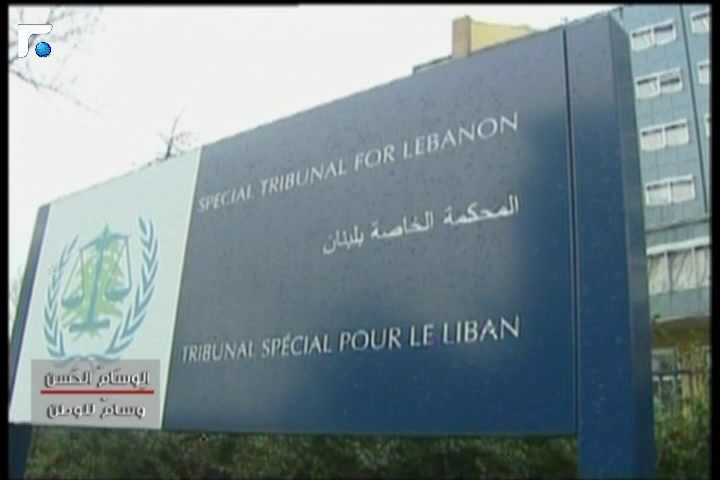 SPECIAL TRIBUNAL FOR LEBANON
المحكمة الخاصة بلبنان
TRIBUNAL SPÉCIAL POUR LE LIBAN
الوسام الحسن
وسام للوطن